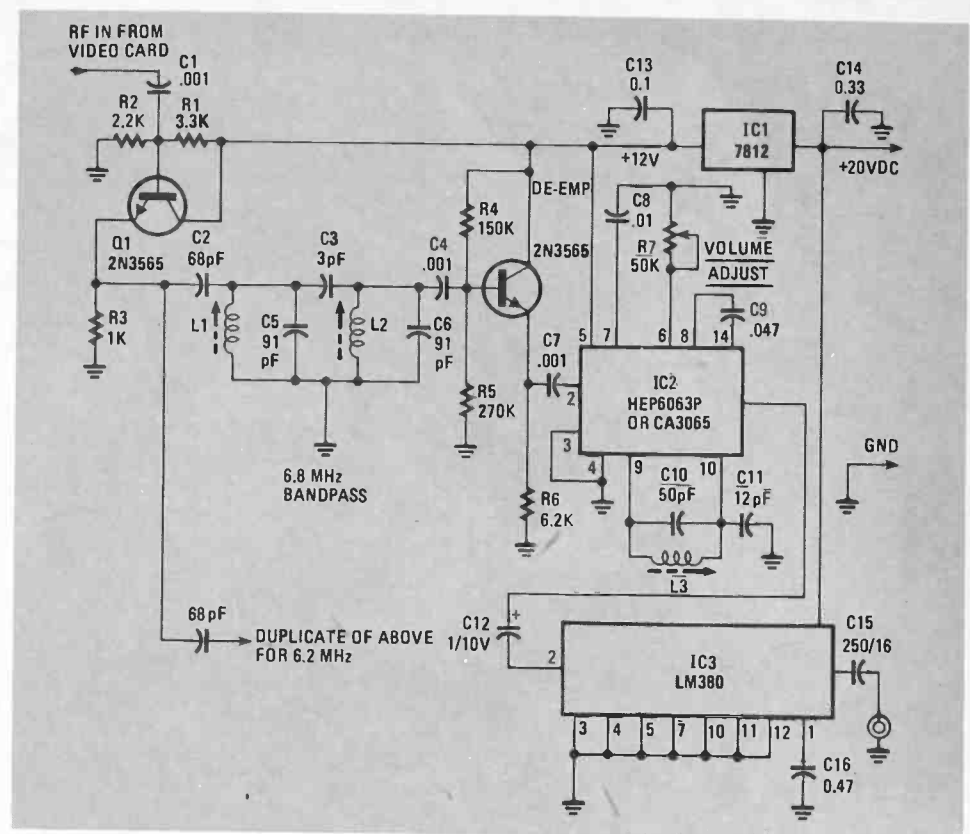 RF IN FROM
VIDEO CARD
C1
.001
R2
2.2K
R1
3.3K
Q1
2N3565
R3
1K
C2
68pF
L1
C5
91
pF
C3
3pF
L2
C6
91
pF
C4
.001
6.8 MHz
BANDPASS
R4
150K
R5
270K
2N3565
R6
6.2K
C7
.001
DE-EMP
C8
.01
R7
50K
VOLUME
ADJUST
C13
0.1
+12V
IC1
7812
C14
0.33
+20VDC
C9
.047
5
7
6
8
14
2
3
4
9
10
IC2
HEP6063P
OR CA3065
C10
50pF
C11
12pF
L3
GND
68pF
DUPLICATE OF ABOVE
FOR 6.2 MHz
C12
1/10V
+
2
IC3
LM380
C15
250/16
3
4
5
7
10
11
12
1
C16
0.47